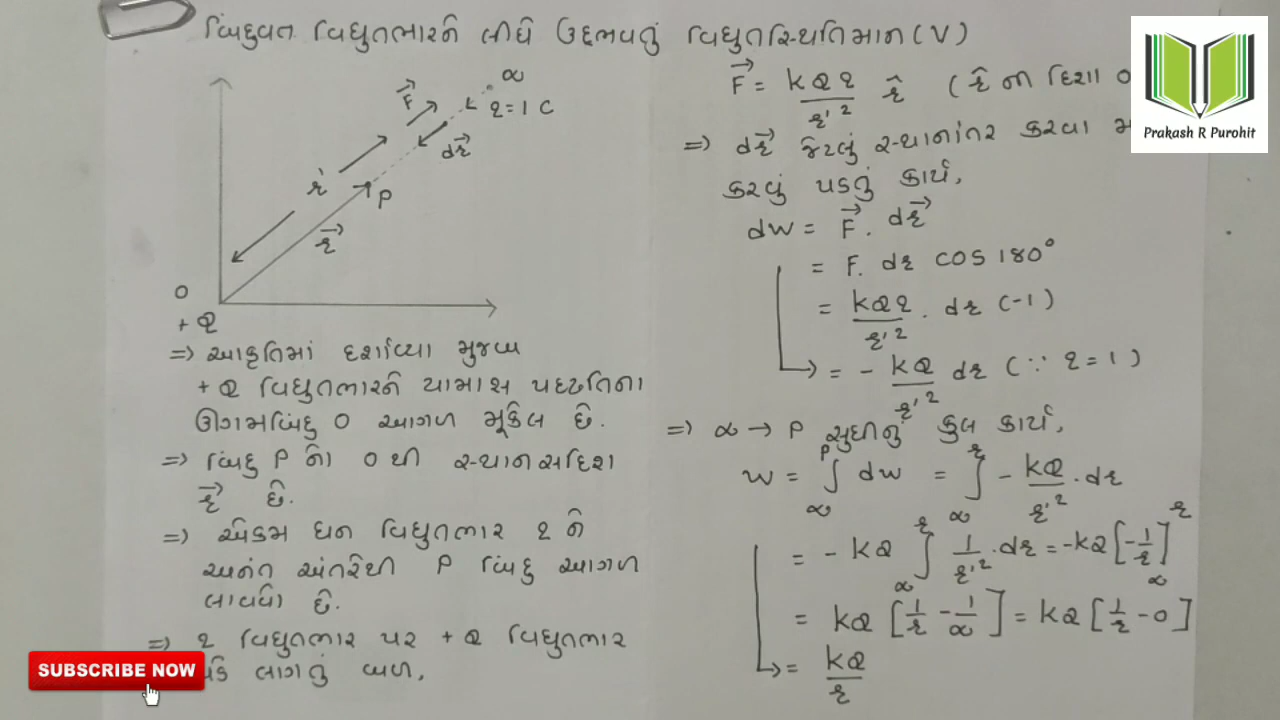 બિંદુવત વિદ્યુતભારને લીધે ઉદ્દભવતું વિદ્યુતસ્થિતિમાન (V)
∞
F⃗
q = 1 C
dr⃗
r'
P
r⃗
O
+Q
⇒ આકૃતિમાં દર્શાવ્યા મુજબ
+Q વિદ્યુતભારને યામાક્ષ પદ્ધતિના
ઊગમબિંદુ O આગળ મૂકેલ છે.
⇒ બિંદુ P નો O થી સ્થાનસદિશ
r⃗ છે.
⇒ એકમ ધન વિદ્યુતભાર q ને
અનંત અંતરેથી P બિંદુ આગળ
લાવવો છે.
⇒ q વિદ્યુતભાર પર +Q વિદ્યુતભાર
લાગતું બળ,
F⃗ = kQq/r'² r̂ (r̂ ની દિશા
⇒ dr⃗ જેટલું સ્થાનાંતર કરવા
કરવું પડતું કાર્ય,
dw = F⃗ . dr⃗
= F. dr cos 180°
= kQq/r'² . dr (-1)
= - kQ/r'² dr (∵ q = 1)
⇒ ∞ → P સુધીનું કુલ કાર્ય,
w = ∫_∞^P dw = ∫_∞^r - kQ/r'² . dr
= - kQ ∫_∞^r 1/r'² . dr = -kQ [-1/r]_∞^r
= kQ [1/r - 1/∞] = kQ [1/r - 0]
= kQ/r
Prakash R Purohit
SUBSCRIBE NOW